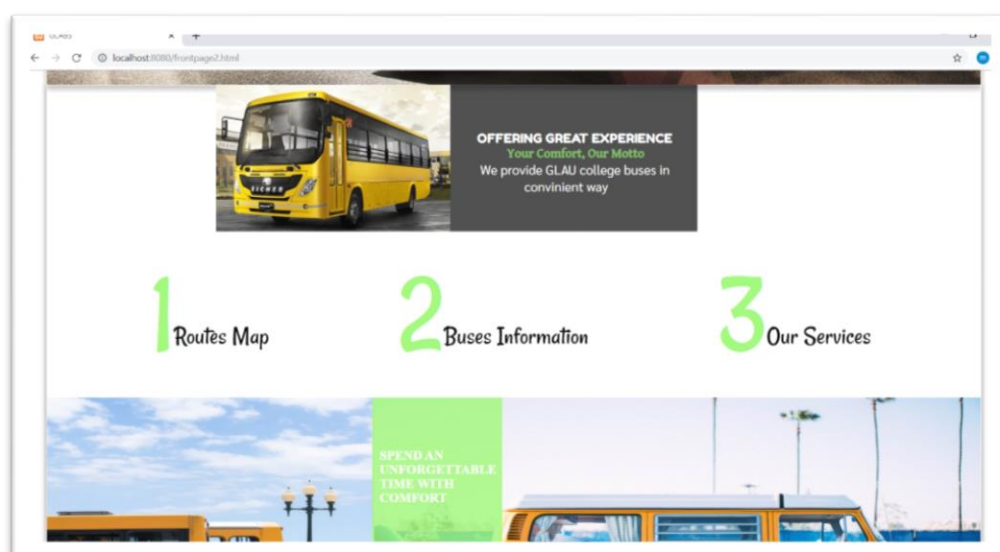 localhost:8080/frontpage2.html
OFFERING GREAT EXPERIENCE
Your Comfort, Our Motto
We provide GLAU college buses in
convinient way
EICHER
1 Routes Map
2 Buses Information
3 Our Services
SPEND AN
UNFORGETTABLE
TIME WITH
COMFORT